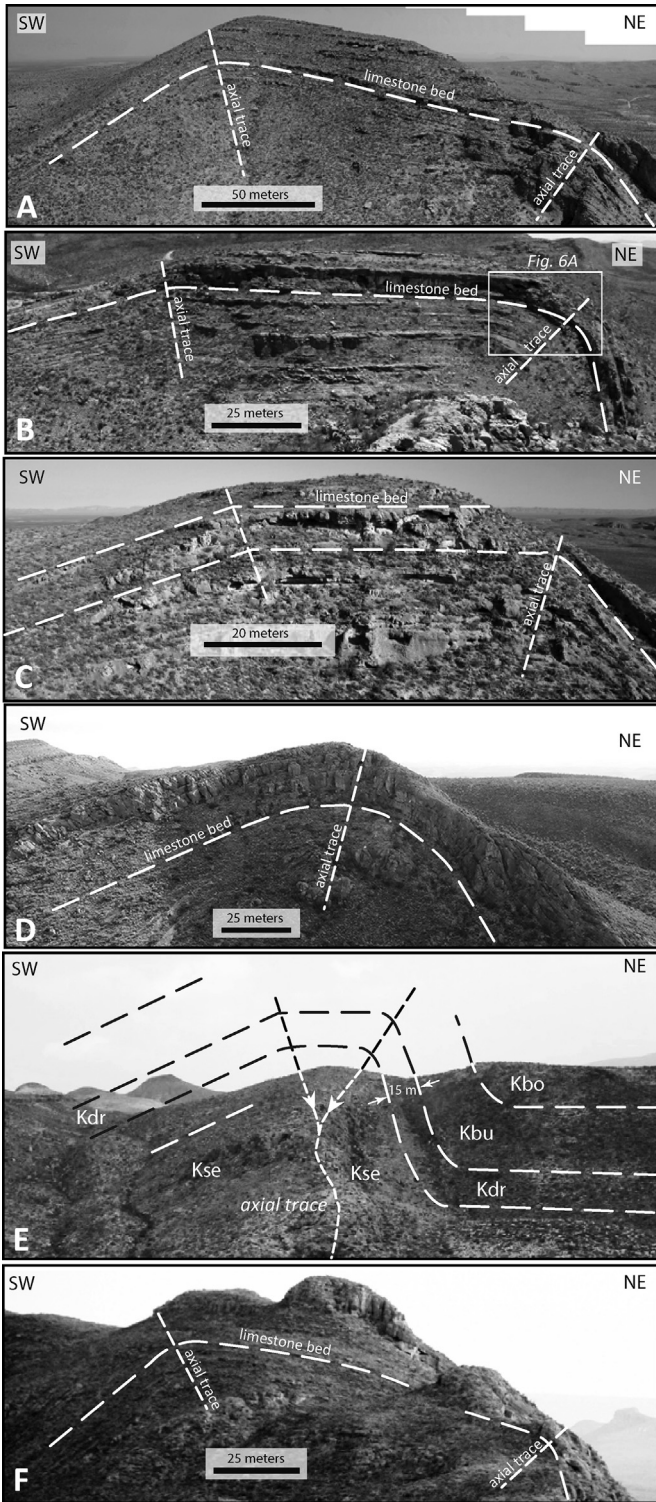 SW
NE
limestone bed
axial trace
axial trace
50 meters
A
SW
Fig. 6A
NE
limestone bed
axial trace
axial trace
25 meters
B
SW
NE
limestone bed
axial trace
20 meters
C
SW
NE
limestone bed
axial trace
25 meters
D
SW
NE
Kbo
15 m
Kdr
Kbu
Kse
Kse
Kdr
axial trace
E
SW
NE
limestone bed
axial trace
axial trace
25 meters
F